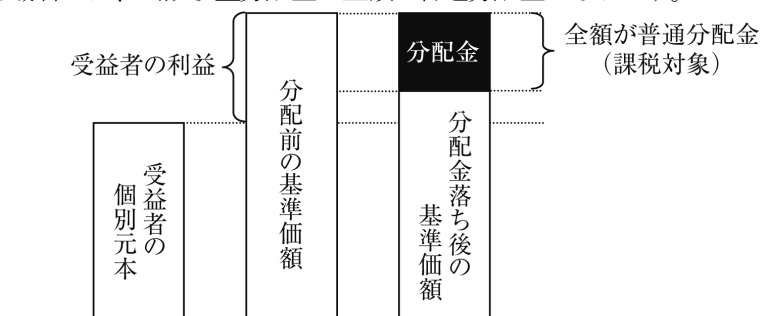 受益者の利益
分配金
全額が普通分配金
（課税対象）
受益者の
個別元本
分配前の基準価額
分配金落ち後の
基準価額